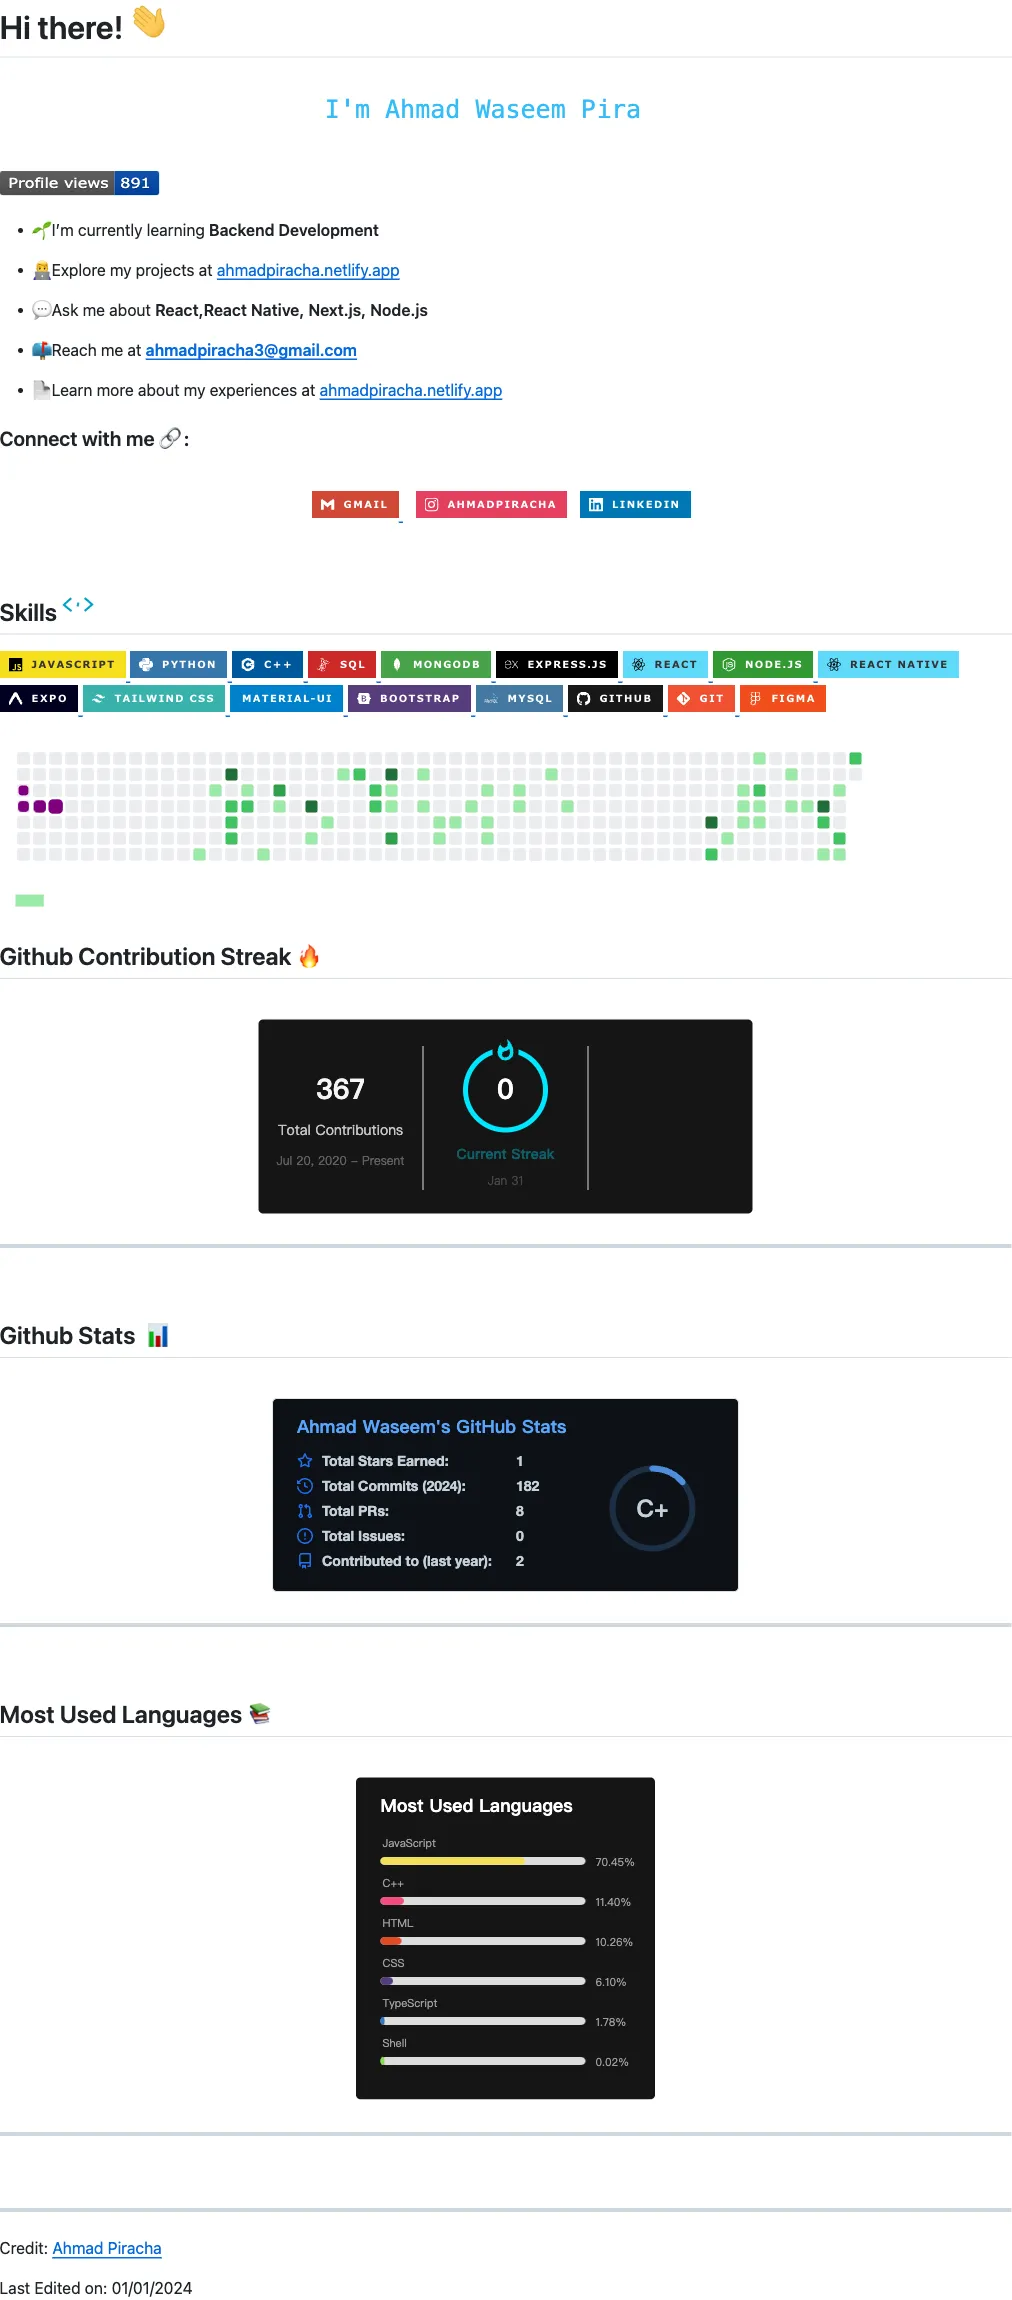 Hi there! 👋
I'm Ahmad Waseem Pira
Profile views 891
🌱I'm currently learning Backend Development
👨‍💻Explore my projects at ahmadpiracha.netlify.app
💬Ask me about React,React Native, Next.js, Node.js
📫Reach me at ahmadpiracha3@gmail.com
📄Learn more about my experiences at ahmadpiracha.netlify.app
Connect with me 🔗:
GMAIL AHMADPIRACHA LINKEDIN
Skills
JAVASCRIPT PYTHON C++ SQL MONGODB EXPRESS.JS REACT NODE.JS REACT NATIVE
EXPO TAILWIND CSS MATERIAL-UI BOOTSTRAP MYSQL GITHUB GIT FIGMA
Github Contribution Streak 🔥
367
Total Contributions
Jul 20, 2020 – Present
0
Current Streak
Jan 31
Github Stats 📊
Ahmad Waseem's GitHub Stats
Total Stars Earned: 1
Total Commits (2024): 182
Total PRs: 8
Total Issues: 0
Contributed to (last year): 2
C+
Most Used Languages 📚
Most Used Languages
JavaScript
70.45%
C++
11.40%
HTML
10.26%
CSS
6.10%
TypeScript
1.78%
Shell
0.02%
Credit: Ahmad Piracha
Last Edited on: 01/01/2024